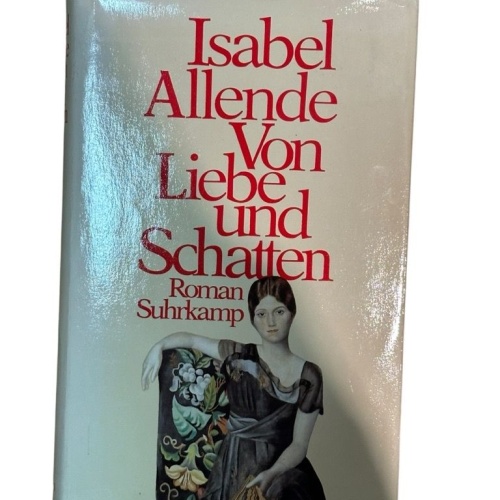 Isabel
Allende
Von
Liebe
und
Schatten
Roman
Suhrkamp